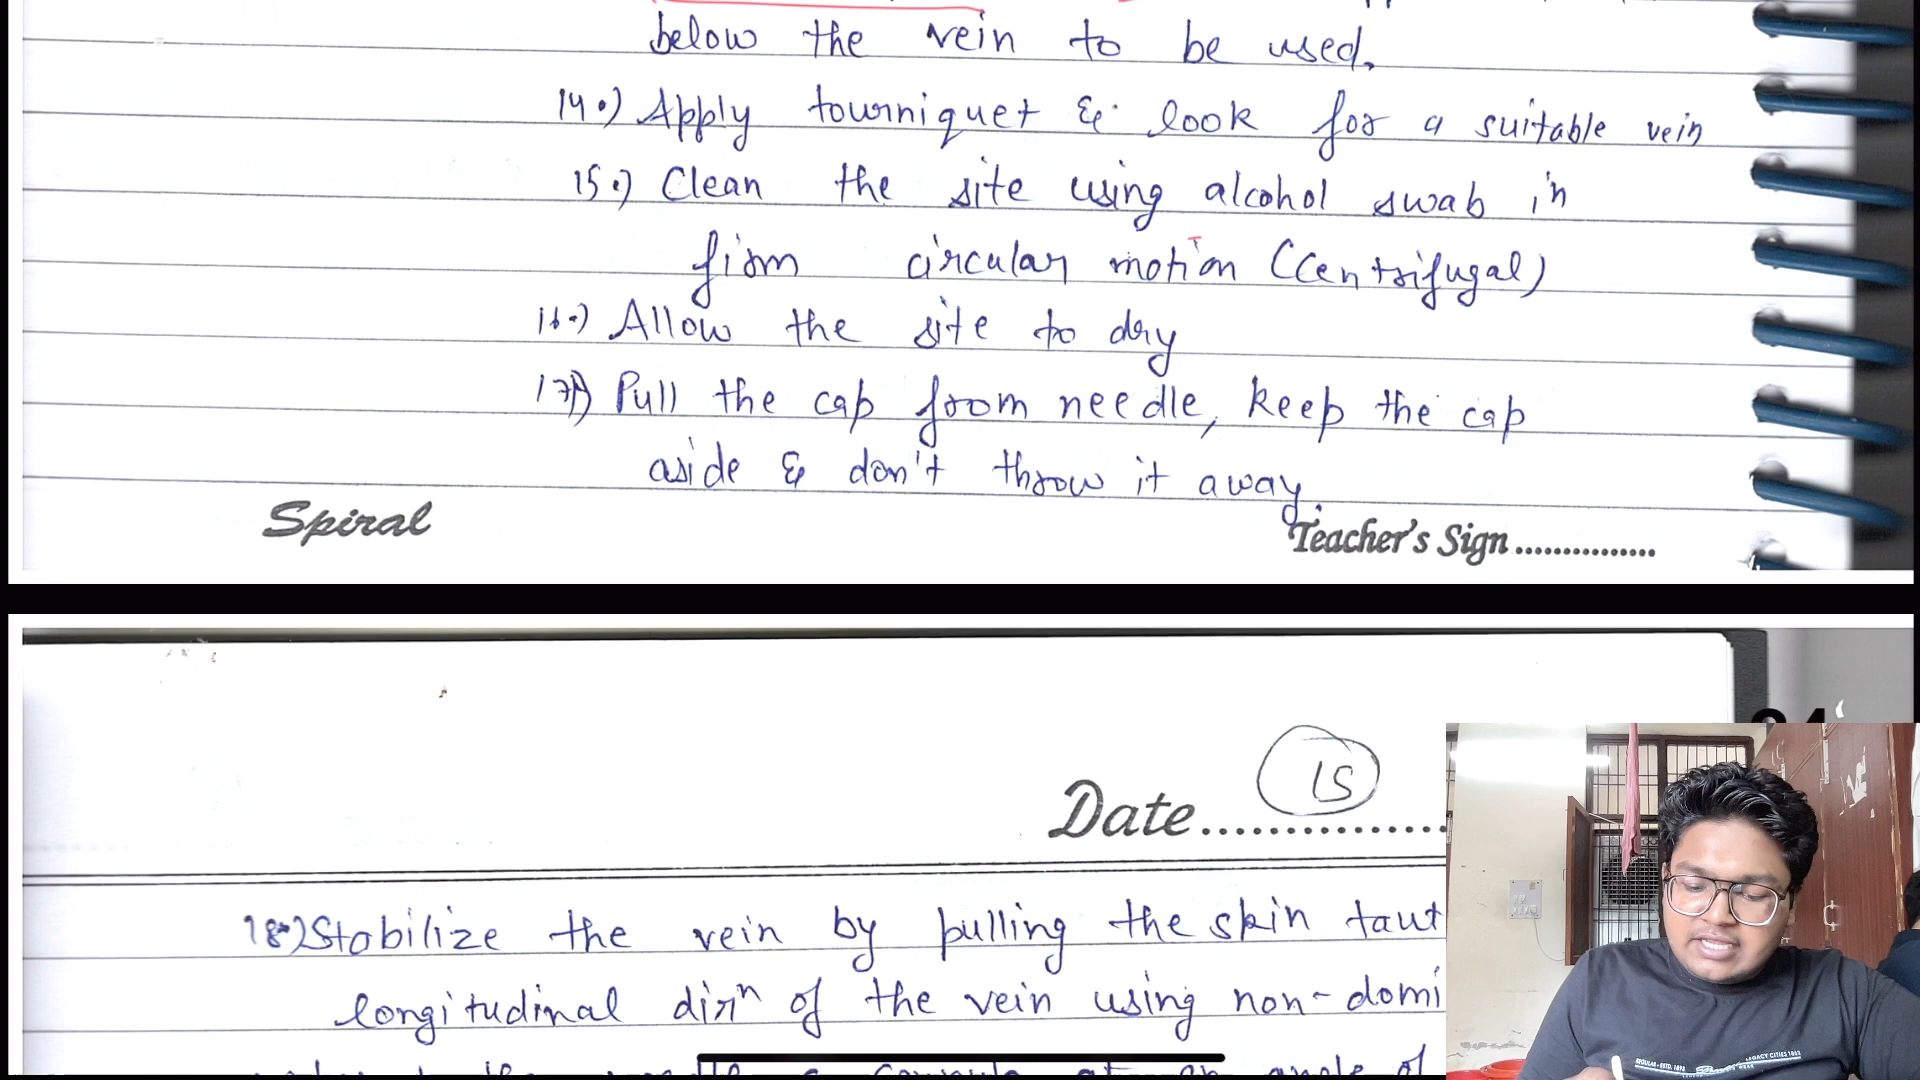 below the vein to be used.
14.) Apply tourniquet & look for a suitable vein
15.) Clean the site using alcohol swab in
firm circular motion (Centrifugal)
16.) Allow the site to dry
17.) Pull the cap from needle, keep the cap
aside & don't throw it away.
Spiral
Teacher's Sign...............
15
Date...............
18.) Stabilize the vein by pulling the skin taut
longitudinal dirⁿ of the vein using non-domi
angle of